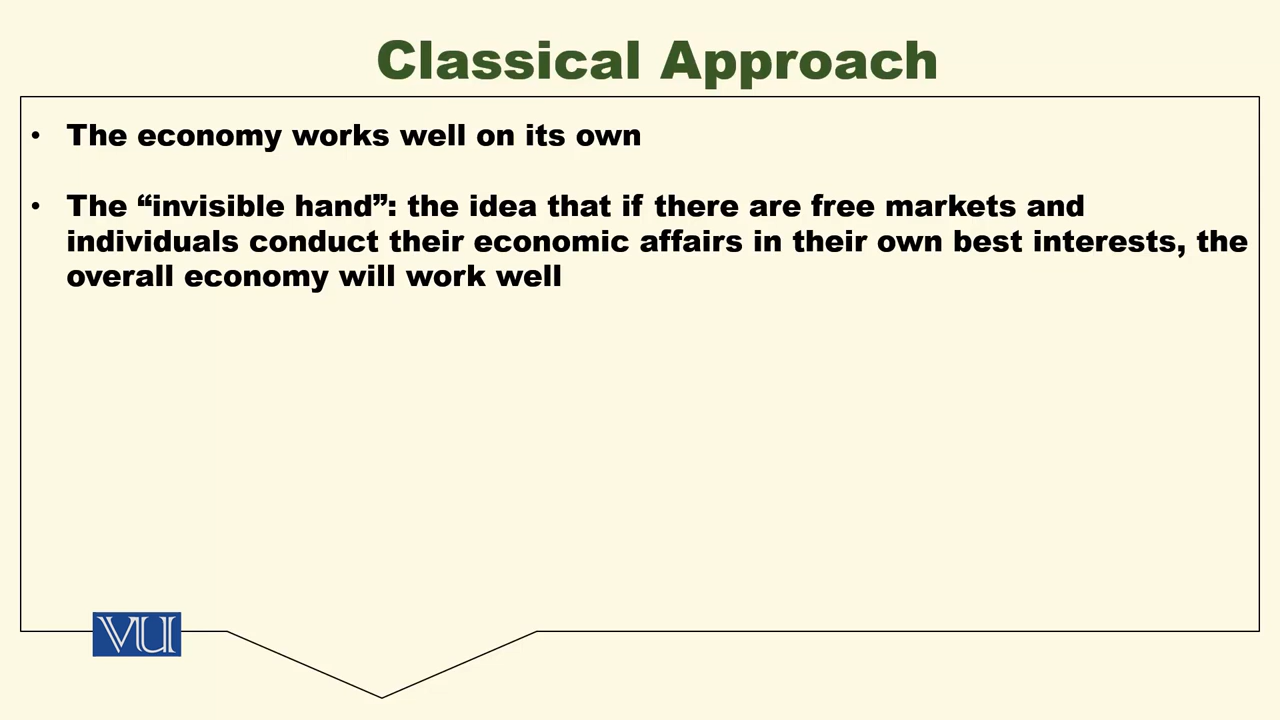 Classical Approach
• The economy works well on its own
• The “invisible hand”: the idea that if there are free markets and
individuals conduct their economic affairs in their own best interests, the
overall economy will work well
VU